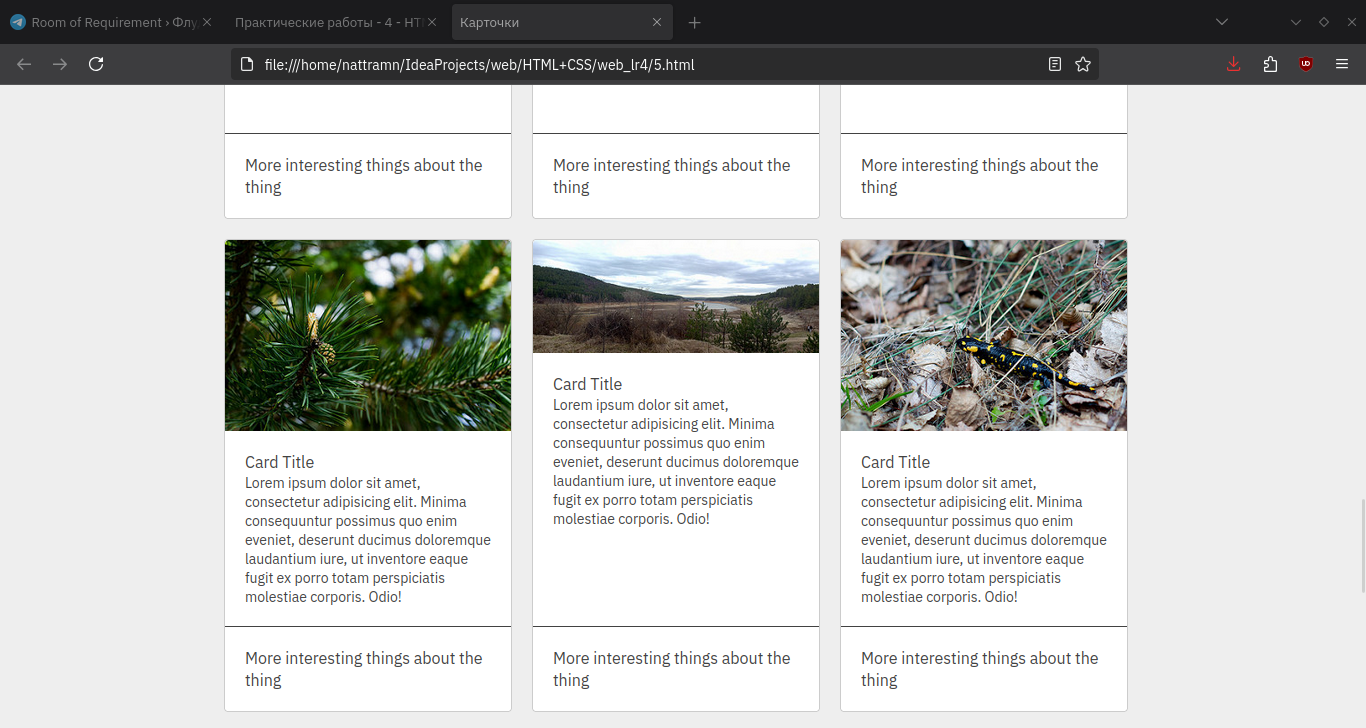 Room of Requirement › Флу
Практические работы - 4 - HT
Карточки
file:///home/nattramn/IdeaProjects/web/HTML+CSS/web_lr4/5.html
More interesting things about the
thing
More interesting things about the
thing
More interesting things about the
thing
Card Title
Lorem ipsum dolor sit amet,
consectetur adipisicing elit. Minima
consequuntur possimus quo enim
eveniet, deserunt ducimus doloremque
laudantium iure, ut inventore eaque
fugit ex porro totam perspiciatis
molestiae corporis. Odio!
More interesting things about the
thing
Card Title
Lorem ipsum dolor sit amet,
consectetur adipisicing elit. Minima
consequuntur possimus quo enim
eveniet, deserunt ducimus doloremque
laudantium iure, ut inventore eaque
fugit ex porro totam perspiciatis
molestiae corporis. Odio!
More interesting things about the
thing
Card Title
Lorem ipsum dolor sit amet,
consectetur adipisicing elit. Minima
consequuntur possimus quo enim
eveniet, deserunt ducimus doloremque
laudantium iure, ut inventore eaque
fugit ex porro totam perspiciatis
molestiae corporis. Odio!
More interesting things about the
thing